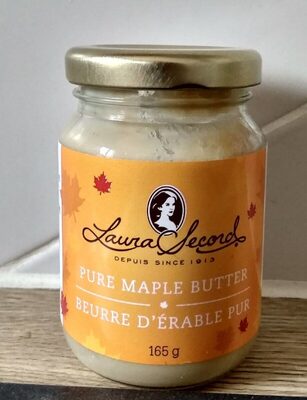 Laura Secord
DEPUIS SINCE 1913
PURE MAPLE BUTTER
BEURRE D'ÉRABLE PUR
165 g